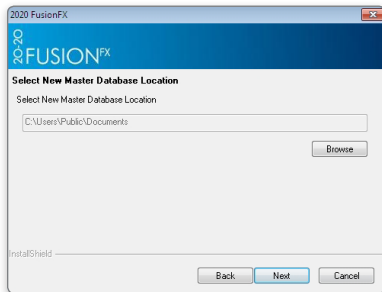 2020 FusionFX
20-20
FUSIONFX
Select New Master Database Location
Select New Master Database Location
C:\Users\Public\Documents
Browse
InstallShield
Back Next Cancel